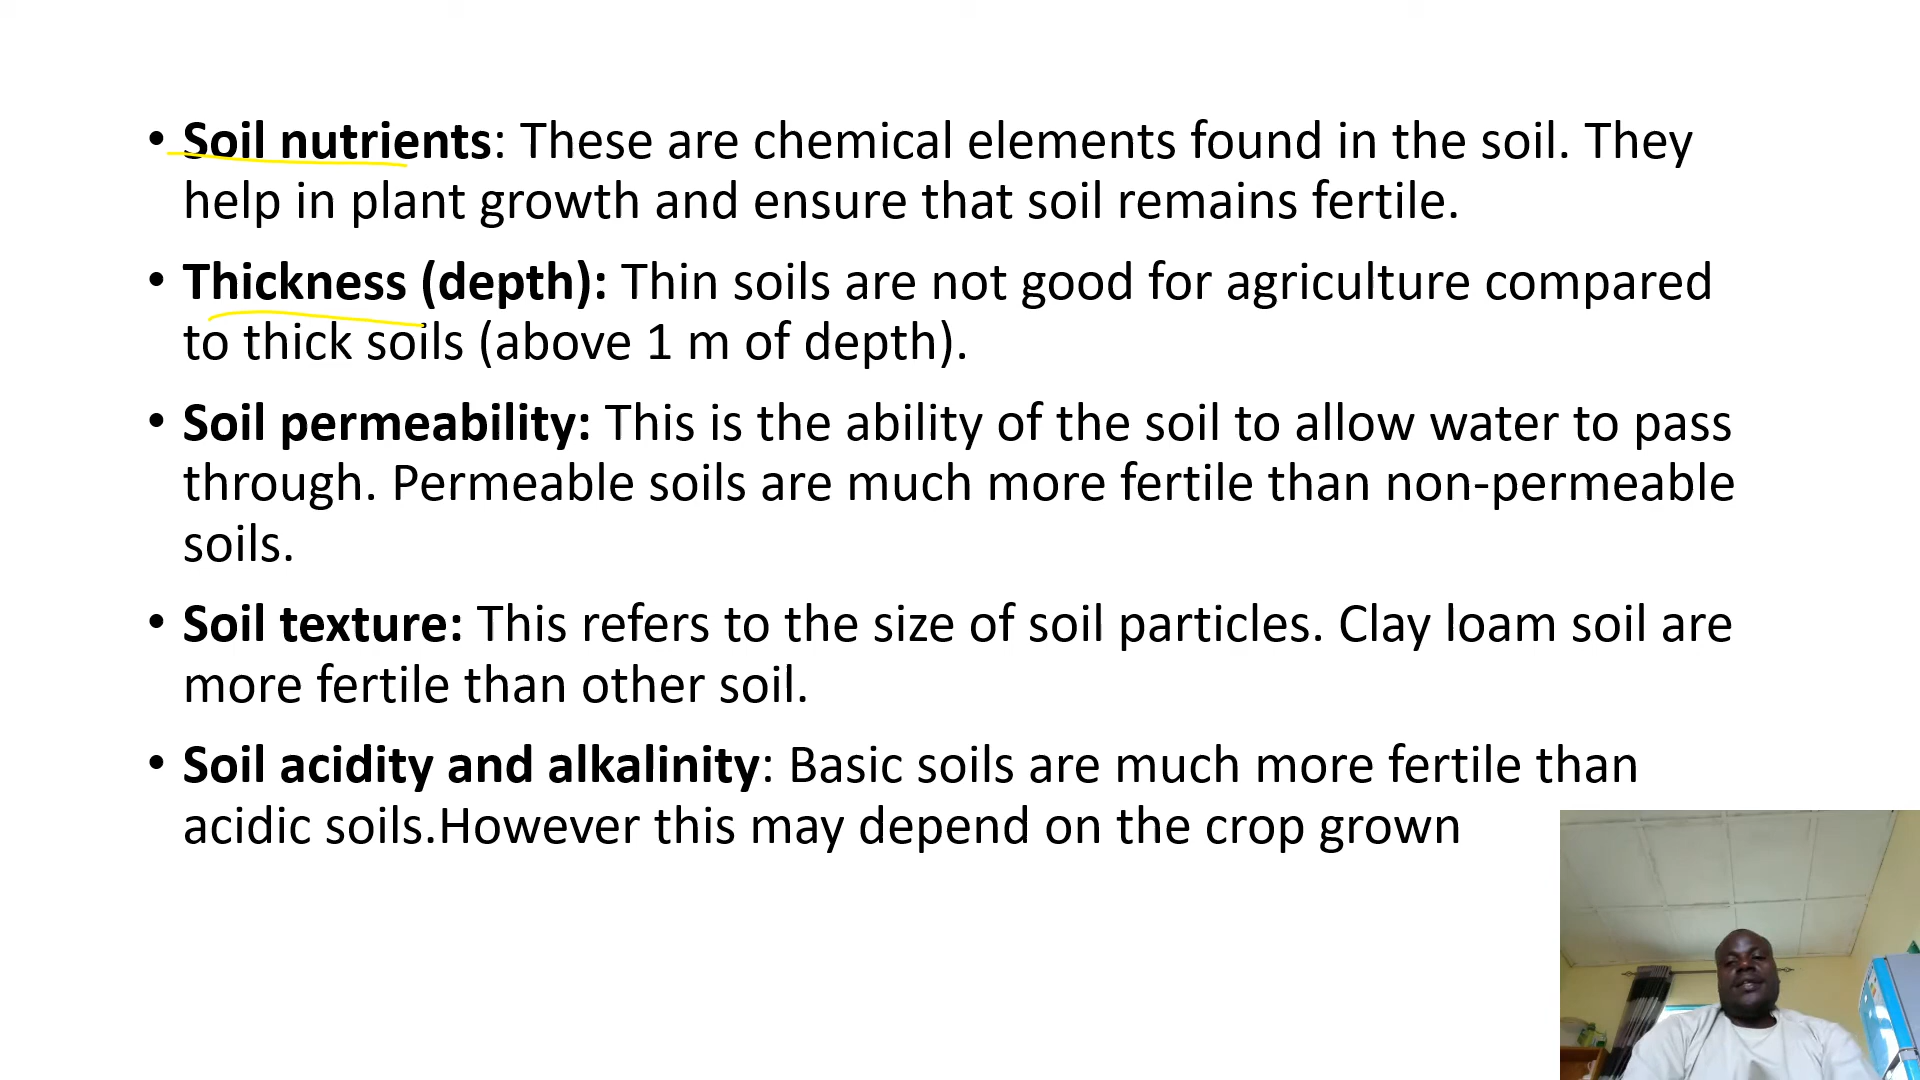 • Soil nutrients: These are chemical elements found in the soil. They
help in plant growth and ensure that soil remains fertile.
• Thickness (depth): Thin soils are not good for agriculture compared
to thick soils (above 1 m of depth).
• Soil permeability: This is the ability of the soil to allow water to pass
through. Permeable soils are much more fertile than non-permeable
soils.
• Soil texture: This refers to the size of soil particles. Clay loam soil are
more fertile than other soil.
• Soil acidity and alkalinity: Basic soils are much more fertile than
acidic soils.However this may depend on the crop grown